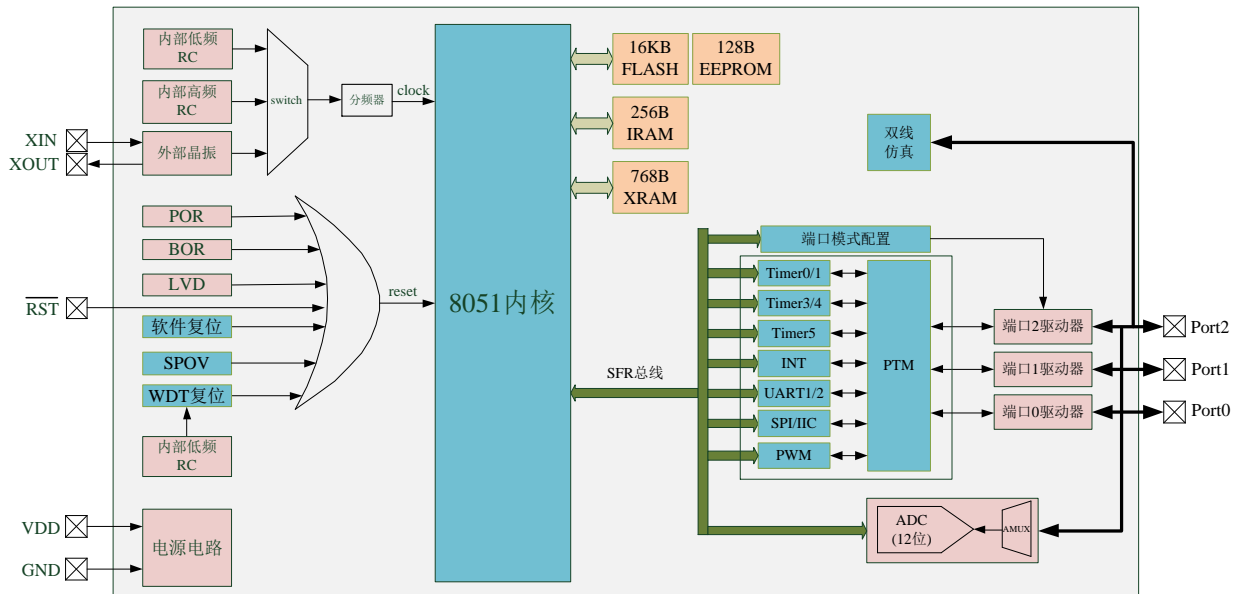 内部低频
RC
内部高频
RC
外部晶振
XIN
XOUT
switch
分频器
clock
POR
BOR
LVD
RST
软件复位
SPOV
WDT复位
内部低频
RC
reset
VDD
GND
电源电路
8051内核
16KB
FLASH
128B
EEPROM
256B
IRAM
768B
XRAM
双线
仿真
SFR总线
端口模式配置
Timer0/1
Timer3/4
Timer5
INT
UART1/2
SPI/IIC
PWM
PTM
端口2驱动器
端口1驱动器
端口0驱动器
Port2
Port1
Port0
ADC
(12位)
AMUX